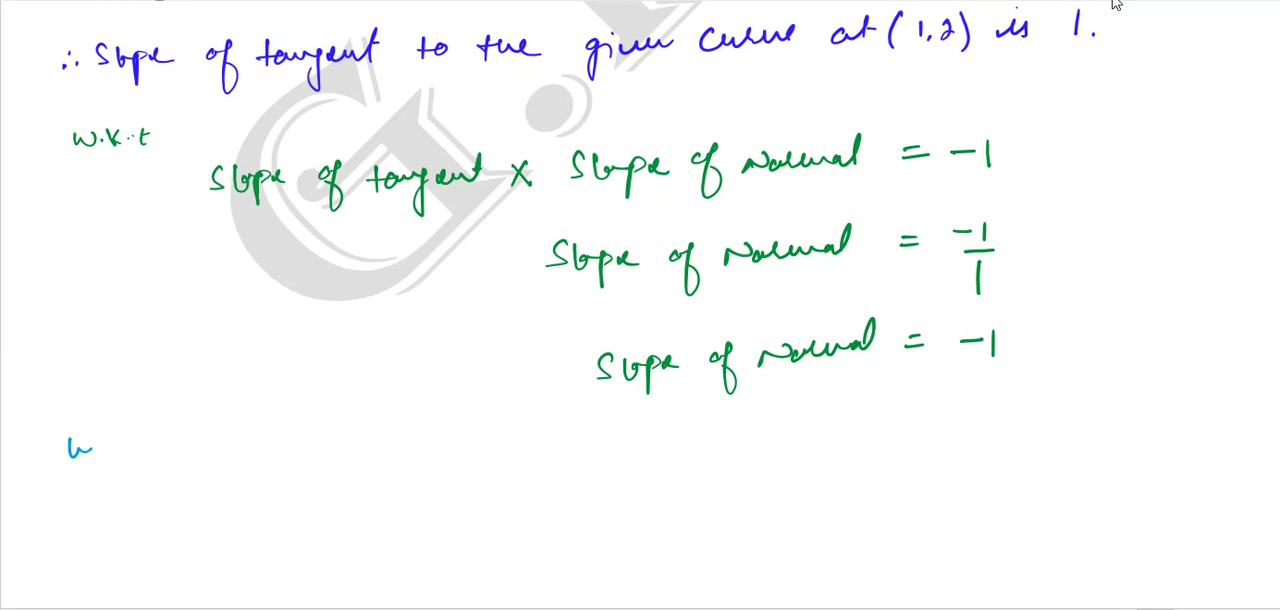 ∴ Slope of tangent to the given curve at (1,2) is 1.
W.K.t
Slope of tangent × Slope of Normal = -1
Slope of Normal = -1/1
Slope of Normal = -1